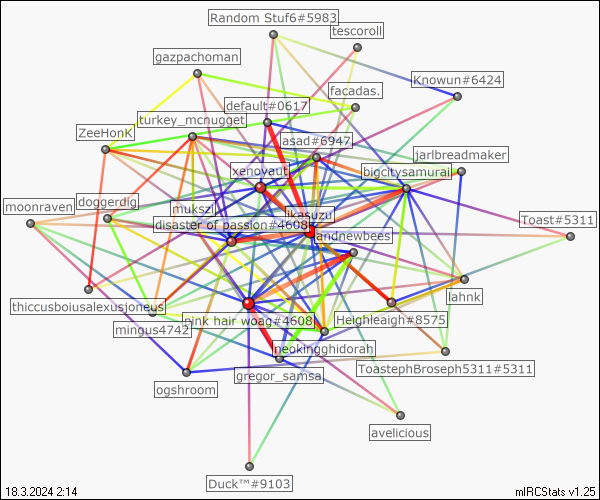 Random Stuf6#5983
tescoroll
gazpachoman
Knowun#6424
facadas.
default#0617
turkey_mcnugget
ZeeHonK
asad#6947
jarlbreadmaker
xenovaut
bigcitysamurai
moonraven
doggerdig
mukszi
ikasuzu
Toast#5311
disaster of passion#4608
andnewbees
lahnk
thiccusboiusalexusjoneus
mingus4742
pink hair woag#4608
Heighleaigh#8575
neokingghidorah
ToastephBroseph5311#5311
gregor_samsa
ogshroom
avelicious
Duck™#9103
18.3.2024 2:14
mIRCStats v1.25